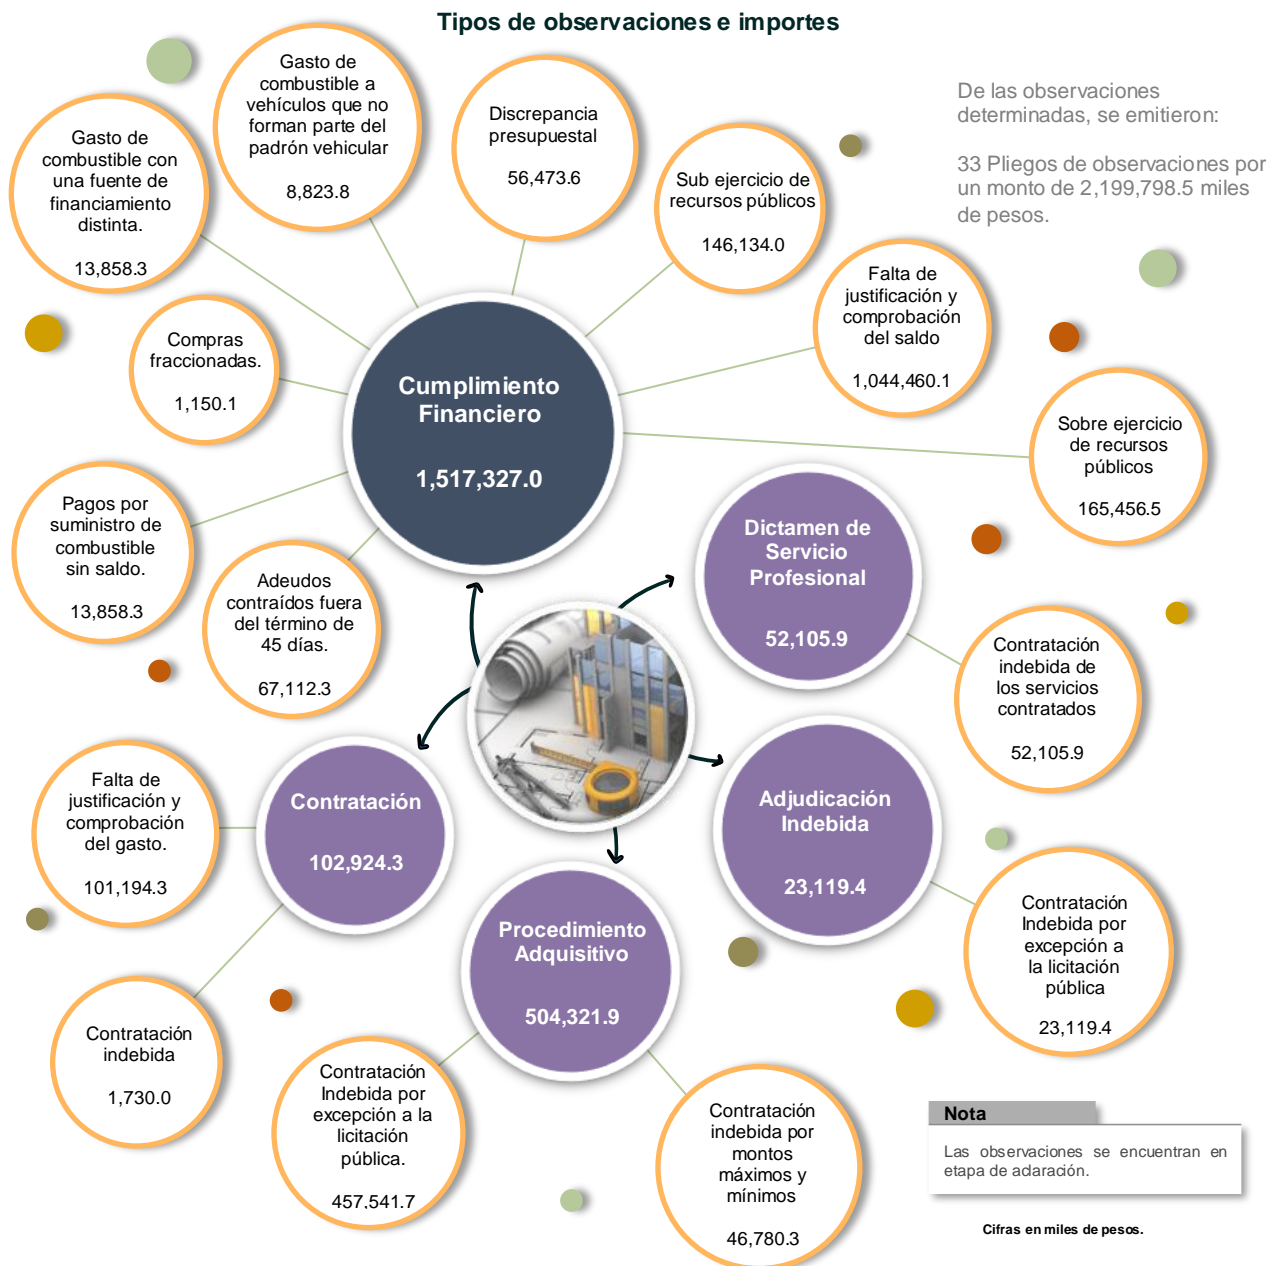 Tipos de observaciones e importes
De las observaciones
determinadas, se emitieron:
33 Pliegos de observaciones por
un monto de 2,199,798.5 miles
de pesos.
Gasto de
combustible con
una fuente de
financiamiento
distinta.
13,858.3
Gasto de
combustible a
vehículos que no
forman parte del
padrón vehicular
8,823.8
Discrepancia
presupuestal
56,473.6
Sub ejercicio de
recursos públicos
146,134.0
Falta de
justificación y
comprobación
del saldo
1,044,460.1
Sobre ejercicio
de recursos
públicos
165,456.5
Compras
fraccionadas.
1,150.1
Cumplimiento
Financiero
1,517,327.0
Pagos por
suministro de
combustible
sin saldo.
13,858.3
Adeudos
contraídos fuera
del término de
45 días.
67,112.3
Dictamen de
Servicio
Profesional
52,105.9
Contratación
indebida de
los servicios
contratados
52,105.9
Falta de
justificación y
comprobación
del gasto.
101,194.3
Contratación
102,924.3
Adjudicación
Indebida
23,119.4
Contratación
Indebida por
excepción a
la licitación
pública
23,119.4
Procedimiento
Adquisitivo
504,321.9
Contratación
indebida
1,730.0
Contratación
Indebida por
excepción a la
licitación
pública.
457,541.7
Contratación
indebida por
montos
máximos y
mínimos
46,780.3
Nota
Las observaciones se encuentran en
etapa de aclaración.
Cifras en miles de pesos.